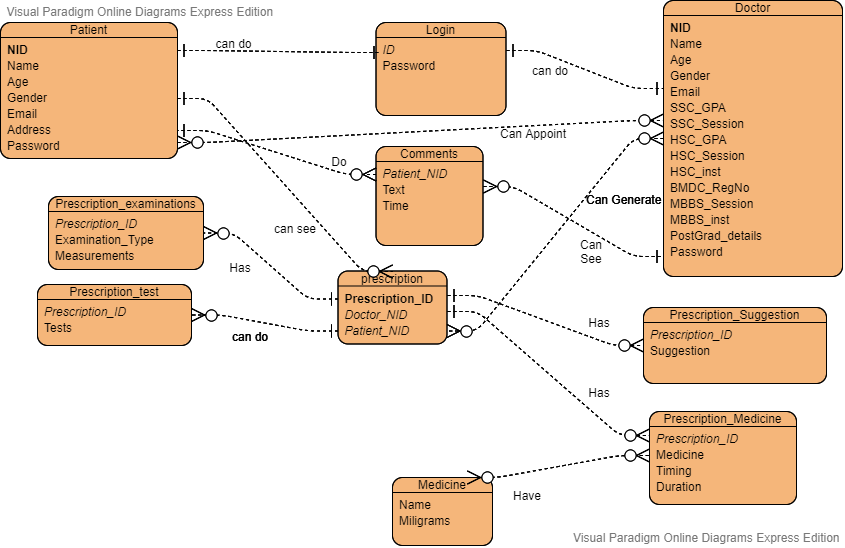 Visual Paradigm Online Diagrams Express Edition
Patient
NID
Name
Age
Gender
Email
Address
Password
can do
Login
ID
Password
can do
Doctor
NID
Name
Age
Gender
Email
SSC_GPA
SSC_Session
HSC_GPA
HSC_Session
HSC_inst
BMDC_RegNo
MBBS_Session
MBBS_inst
PostGrad_details
Password
Can Appoint
Do
Comments
Patient_NID
Text
Time
Can Generate
Can
See
can see
Prescription_examinations
Prescription_ID
Examination_Type
Measurements
Has
Prescription_test
Prescription_ID
Tests
can do
prescription
Prescription_ID
Doctor_NID
Patient_NID
Has
Prescription_Suggestion
Prescription_ID
Suggestion
Has
Prescription_Medicine
Prescription_ID
Medicine
Timing
Duration
Medicine
Name
Miligrams
Have
Visual Paradigm Online Diagrams Express Edition